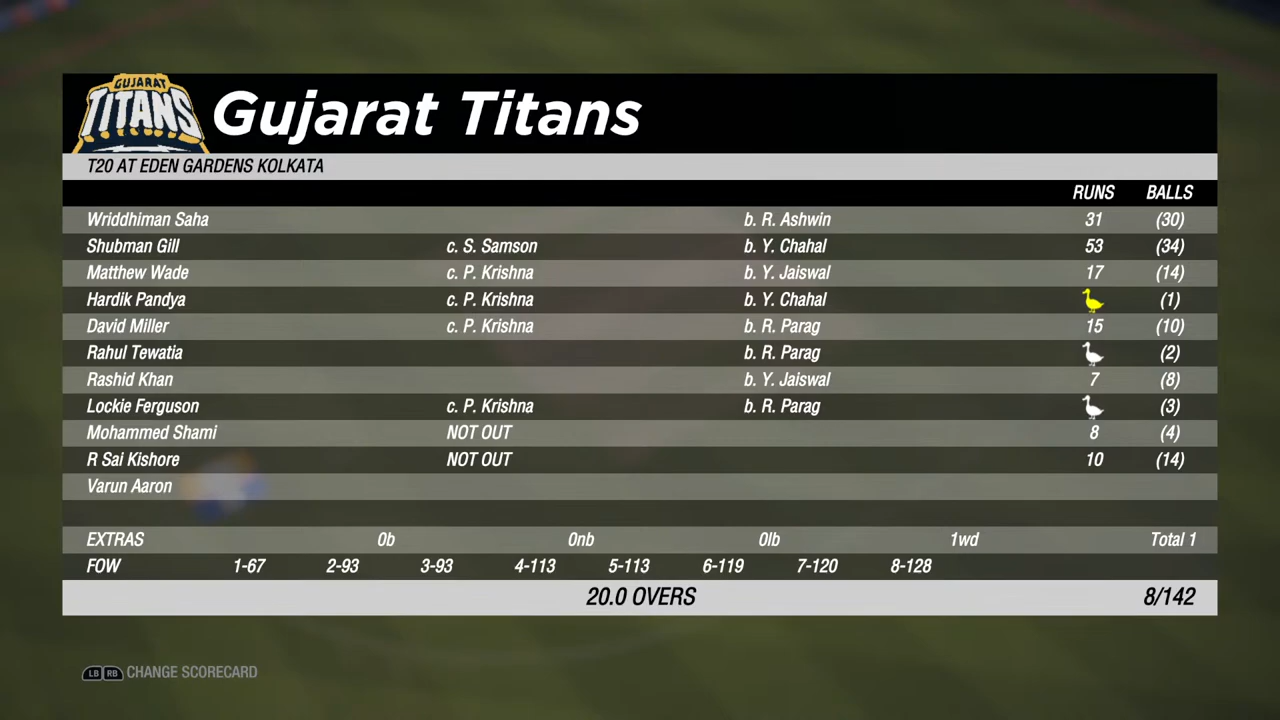 GUJARAT TITANS Gujarat Titans
T20 AT EDEN GARDENS KOLKATA
RUNS BALLS
Wriddhiman Saha b. R. Ashwin 31 (30)
Shubman Gill c. S. Samson b. Y. Chahal 53 (34)
Matthew Wade c. P. Krishna b. Y. Jaiswal 17 (14)
Hardik Pandya c. P. Krishna b. Y. Chahal (1)
David Miller c. P. Krishna b. R. Parag 15 (10)
Rahul Tewatia b. R. Parag (2)
Rashid Khan b. Y. Jaiswal 7 (8)
Lockie Ferguson c. P. Krishna b. R. Parag (3)
Mohammed Shami NOT OUT 8 (4)
R Sai Kishore NOT OUT 10 (14)
Varun Aaron
EXTRAS 0b 0nb 0lb 1wd Total 1
FOW 1-67 2-93 3-93 4-113 5-113 6-119 7-120 8-128
20.0 OVERS 8/142
LB RB CHANGE SCORECARD